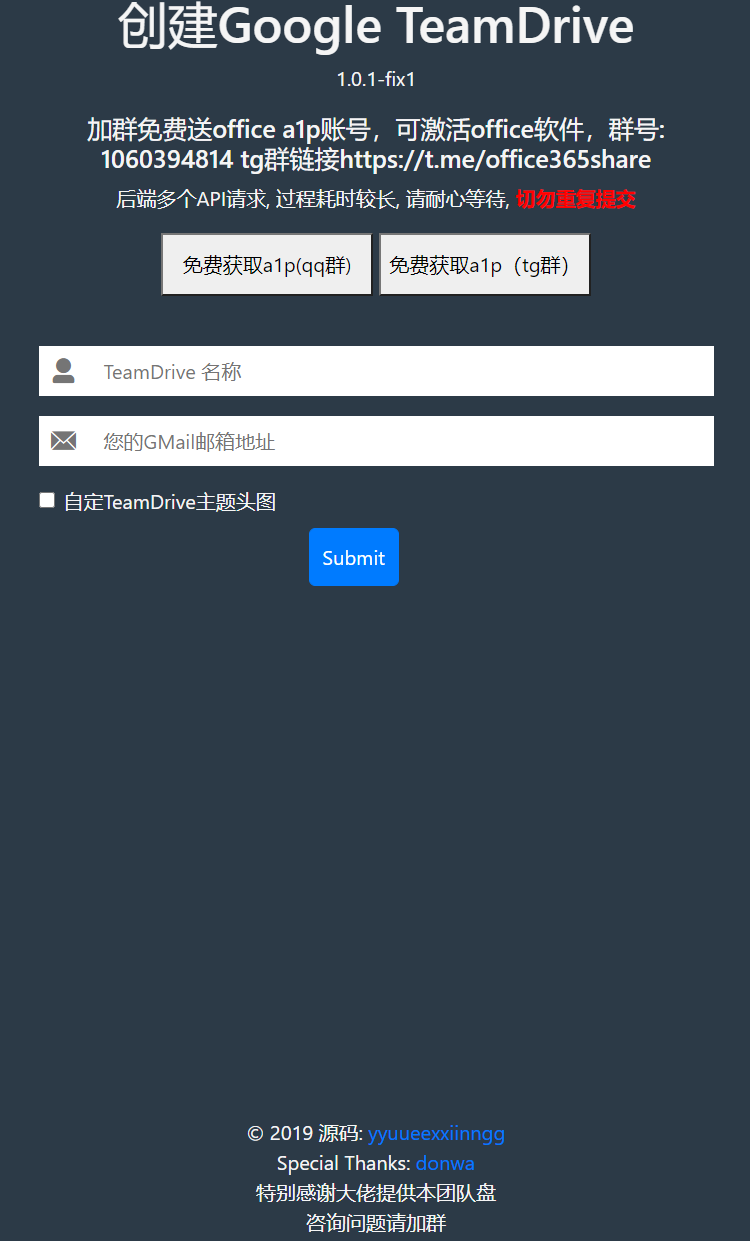 创建Google TeamDrive
1.0.1-fix1
加群免费送office a1p账号，可激活office软件，群号:
1060394814 tg群链接https://t.me/office365share
后端多个API请求, 过程耗时较长, 请耐心等待, 切勿重复提交
免费获取a1p(qq群)
免费获取a1p（tg群）
TeamDrive 名称
您的GMail邮箱地址
自定TeamDrive主题头图
Submit
© 2019 源码: yyuueexxiinngg
Special Thanks: donwa
特别感谢大佬提供本团队盘
咨询问题请加群